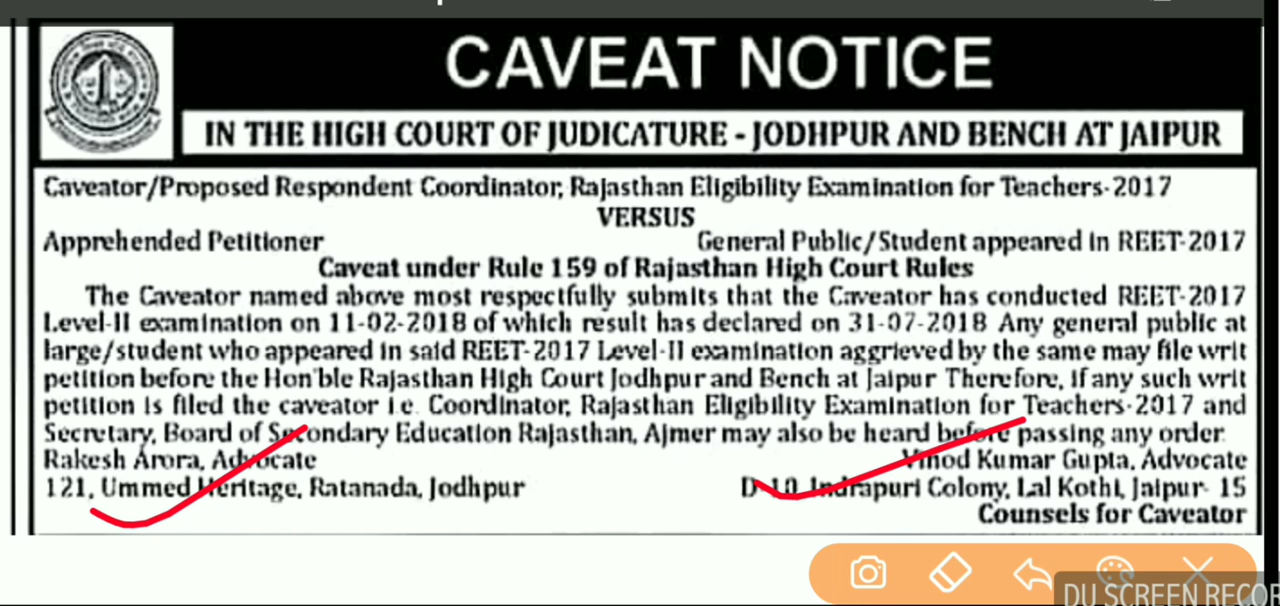 CAVEAT NOTICE
IN THE HIGH COURT OF JUDICATURE - JODHPUR AND BENCH AT JAIPUR
Caveator/Proposed Respondent Coordinator, Rajasthan Eligibility Examination for Teachers-2017
VERSUS
Apprehended Petitioner General Public/Student appeared in REET-2017
Caveat under Rule 159 of Rajasthan High Court Rules
The Caveator named above most respectfully submits that the Caveator has conducted REET-2017
Level-II examination on 11-02-2018 of which result has declared on 31-07-2018 Any general public at
large/student who appeared in said REET-2017 Level-II examination aggrieved by the same may file writ
petition before the Hon'ble Rajasthan High Court Jodhpur and Bench at Jaipur Therefore, if any such writ
petition is filed the caveator i.e. Coordinator, Rajasthan Eligibility Examination for Teachers-2017 and
Secretary, Board of Secondary Education Rajasthan, Ajmer may also be heard before passing any order.
Rakesh Arora, Advocate Vinod Kumar Gupta, Advocate
121, Ummed Heritage, Ratanada, Jodhpur D-10 Indrapuri Colony, Lal Kothi, Jaipur- 15
Counsels for Caveator
DU SCREEN RECOR